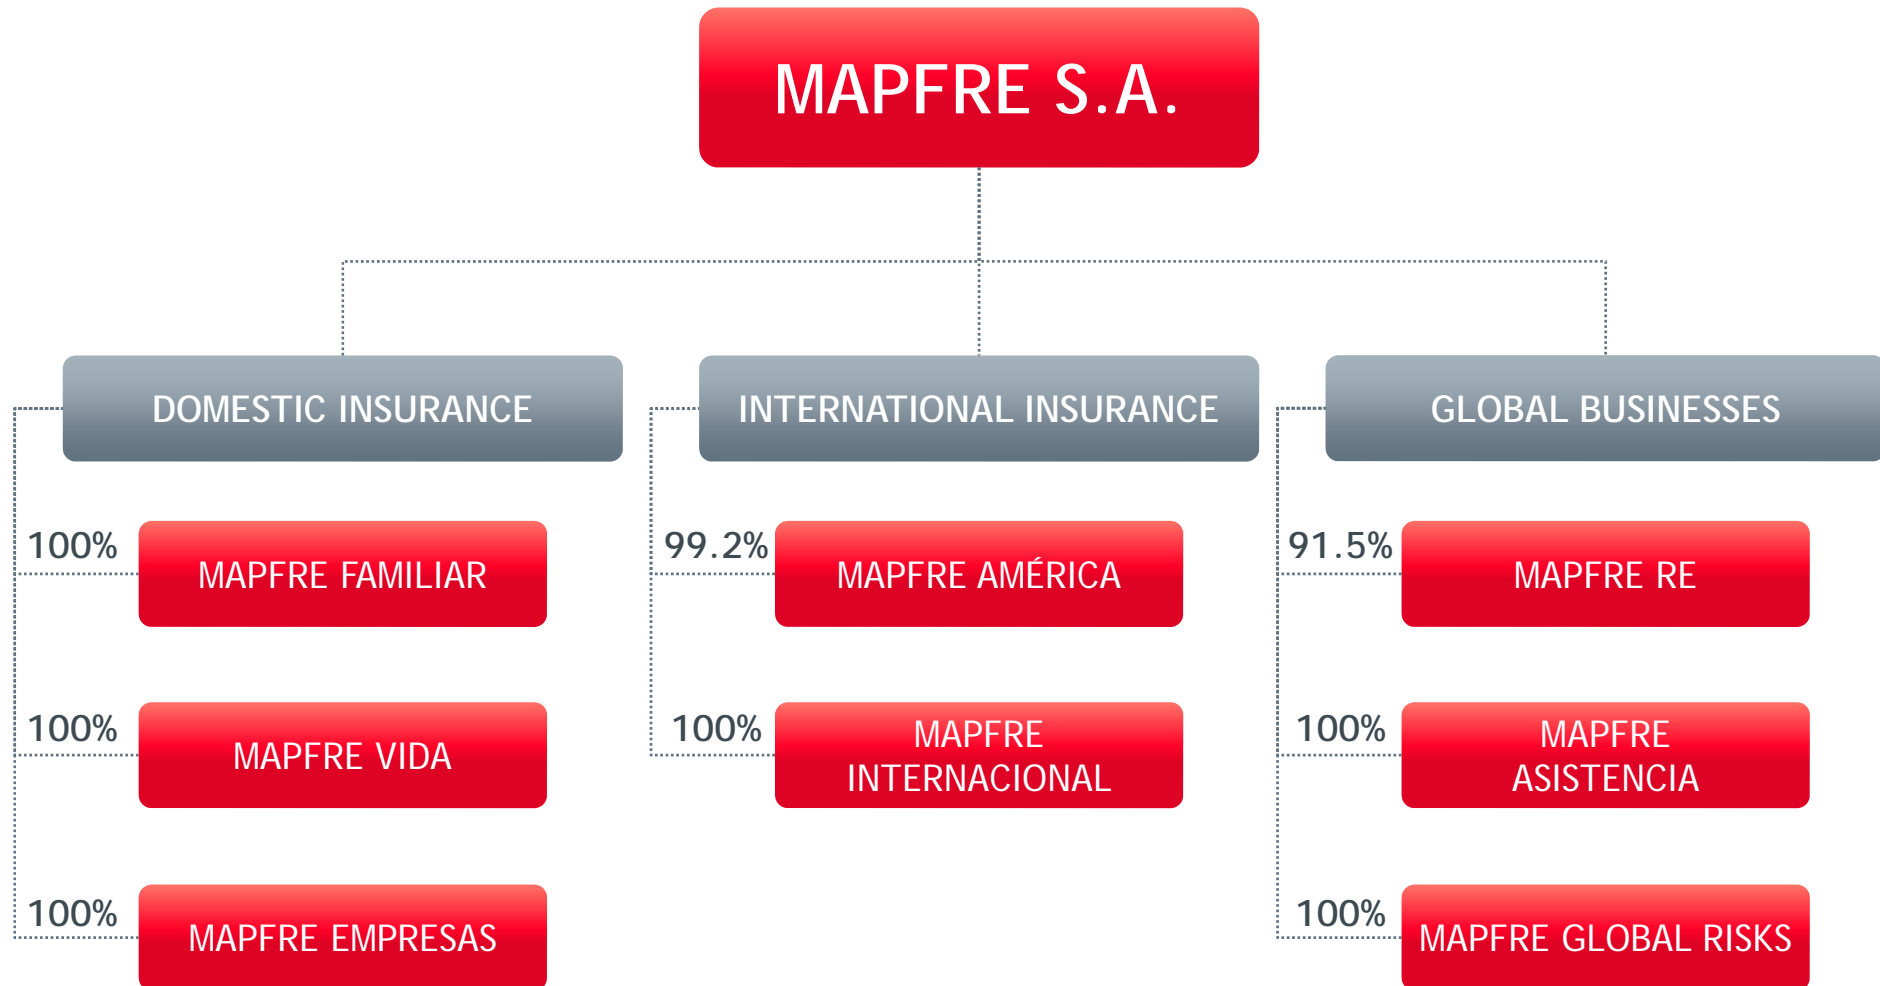 MAPFRE S.A.
DOMESTIC INSURANCE
100%
MAPFRE FAMILIAR
100%
MAPFRE VIDA
100%
MAPFRE EMPRESAS
INTERNATIONAL INSURANCE
99.2%
MAPFRE AMÉRICA
100%
MAPFRE
INTERNACIONAL
GLOBAL BUSINESSES
91.5%
MAPFRE RE
100%
MAPFRE
ASISTENCIA
100%
MAPFRE GLOBAL RISKS